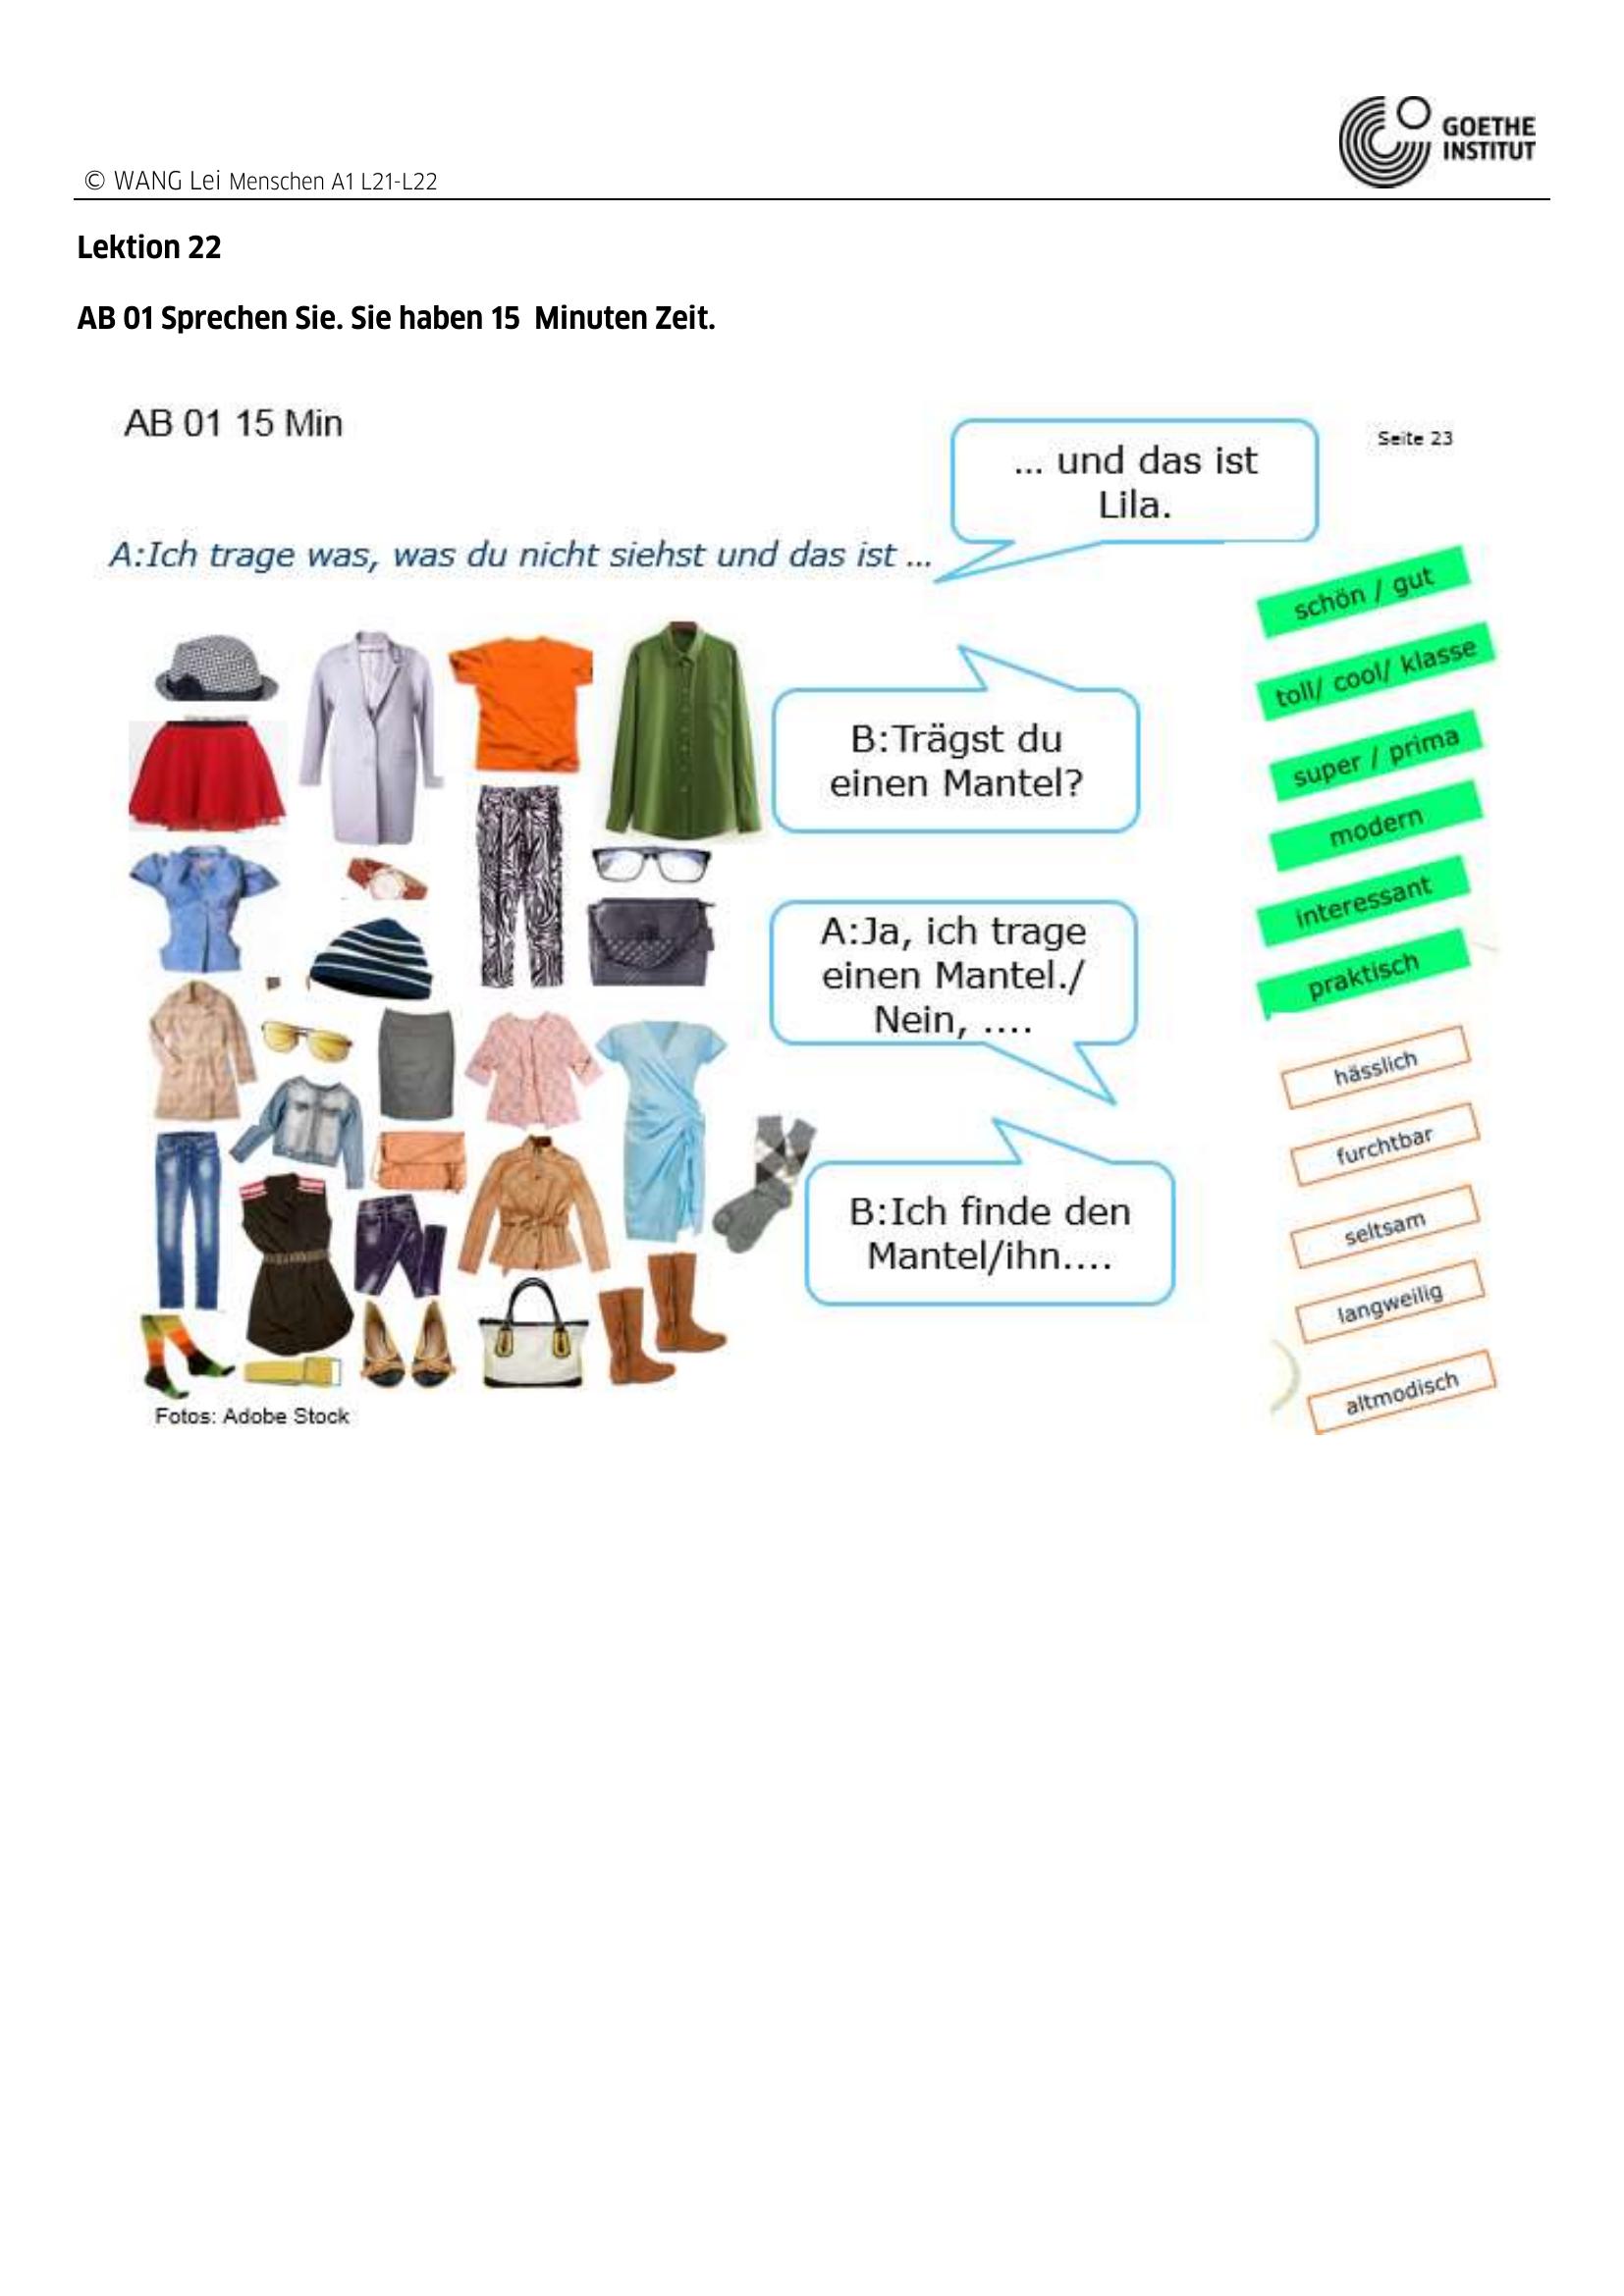 © WANG Lei Menschen A1 L21-L22
GOETHE
INSTITUT
Lektion 22
AB 01 Sprechen Sie. Sie haben 15  Minuten Zeit.
AB 01 15 Min
... und das ist
Lila.
Seite 23
A:Ich trage was, was du nicht siehst und das ist ...
B:Trägst du
einen Mantel?
A:Ja, ich trage
einen Mantel./
Nein, ....
B:Ich finde den
Mantel/ihn....
schön / gut
toll/ cool/ klasse
super / prima
modern
interessant
praktisch
hässlich
furchtbar
seltsam
langweilig
altmodisch
Fotos: Adobe Stock